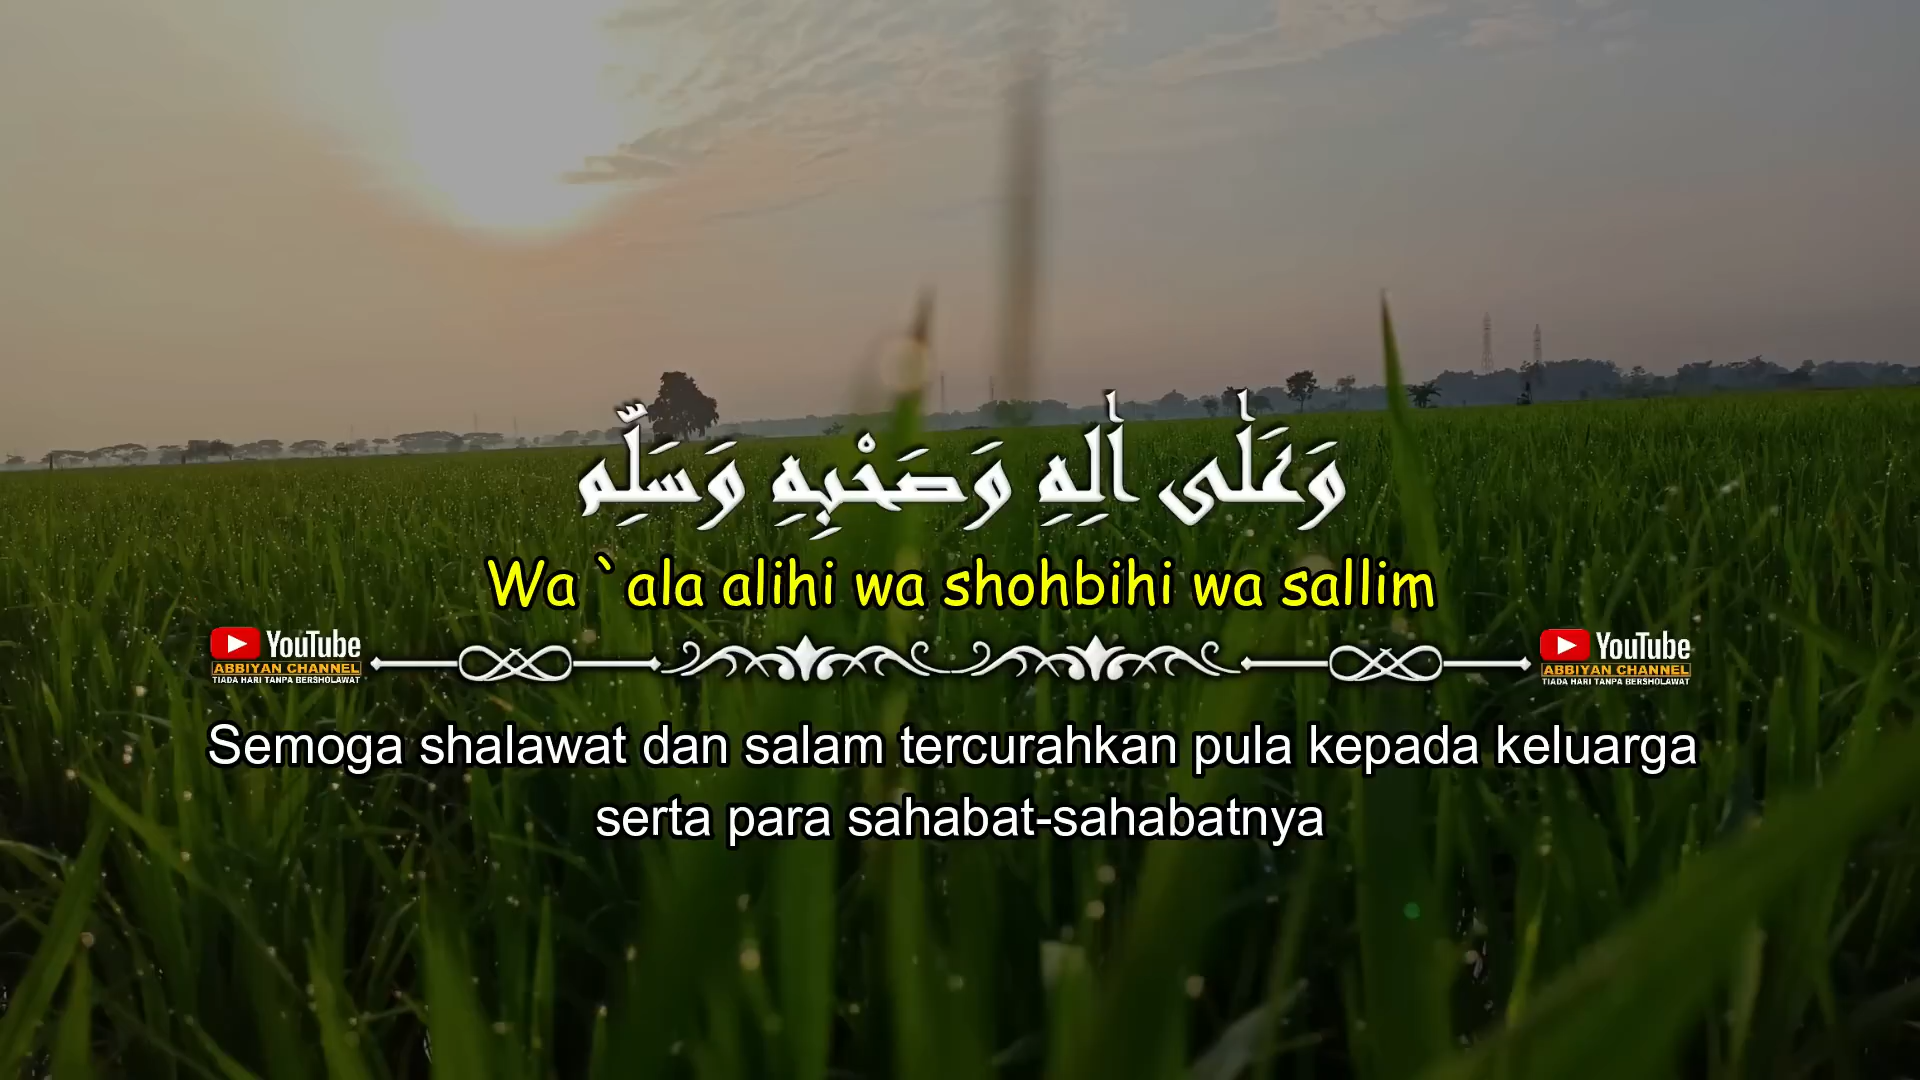 وَعَلٰى اٰلِهِ وَصَحْبِهِ وَسَلِّم
Wa `ala alihi wa shohbihi wa sallim
YouTube
ABBIYAN CHANNEL
TIADA HARI TANPA BERSHOLAWAT
YouTube
ABBIYAN CHANNEL
TIADA HARI TANPA BERSHOLAWAT
Semoga shalawat dan salam tercurahkan pula kepada keluarga
serta para sahabat-sahabatnya